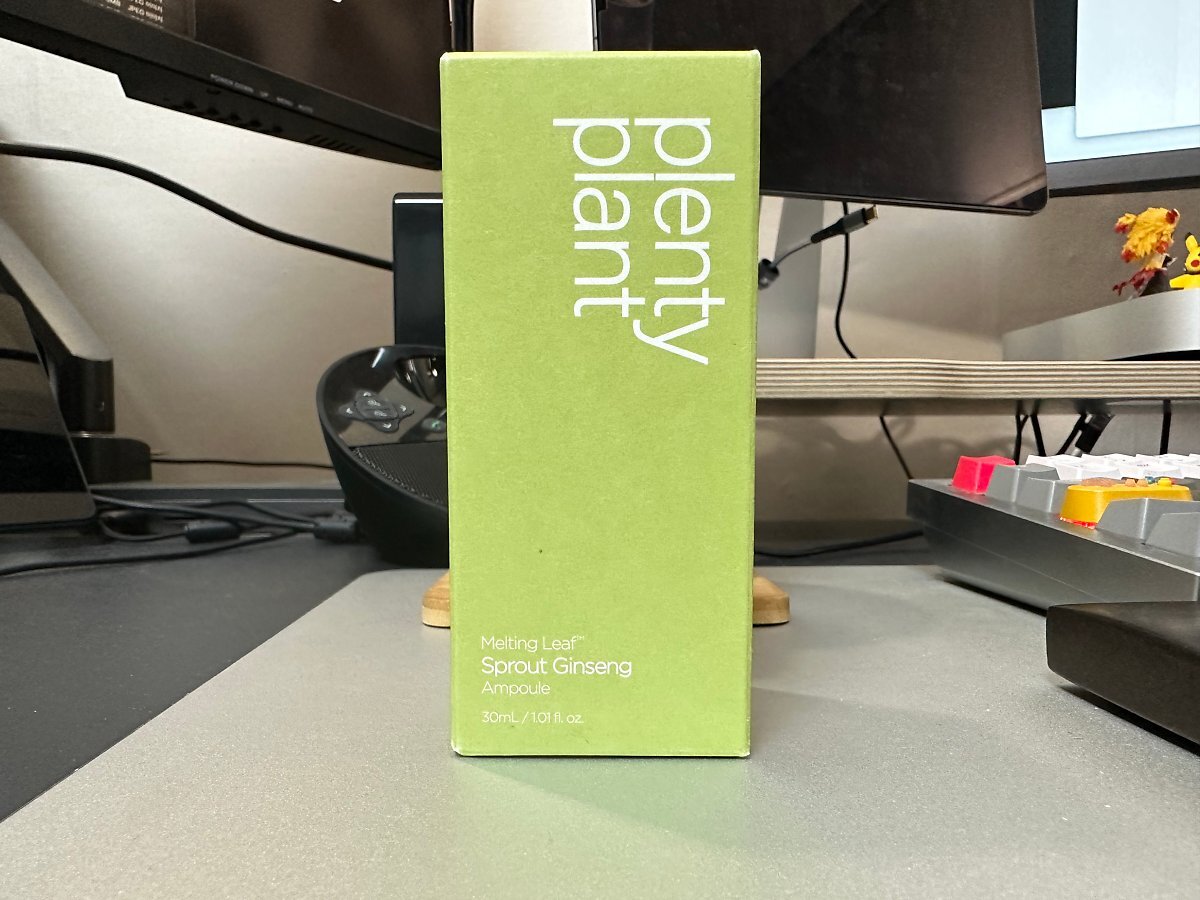 plenty
plant
Melting Leaf™
Sprout Ginseng
Ampoule
30mL / 1.01 fl. oz.